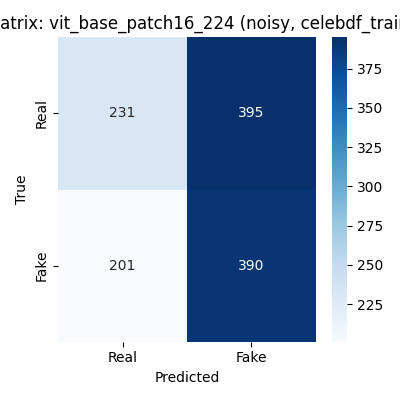 atrix: vit_base_patch16_224 (noisy, celebdf_trai
Real 231 395
Fake 201 390
Real Fake
Predicted
True
375
350
325
300
275
250
225